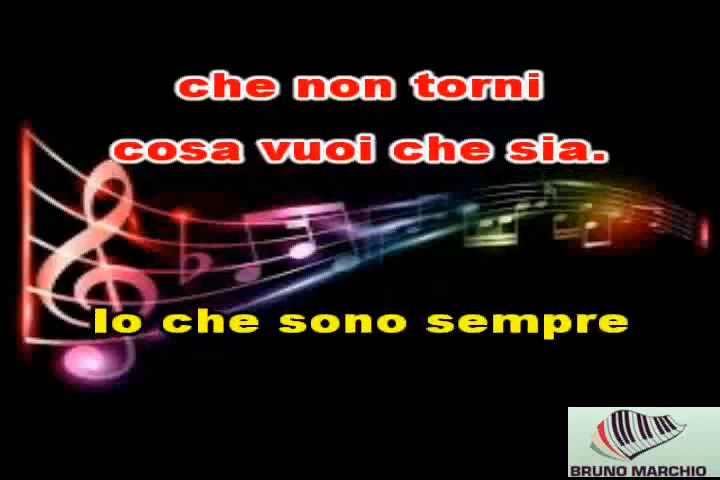 che non torni
cosa vuoi che sia.
Io che sono sempre
BRUNO MARCHIO